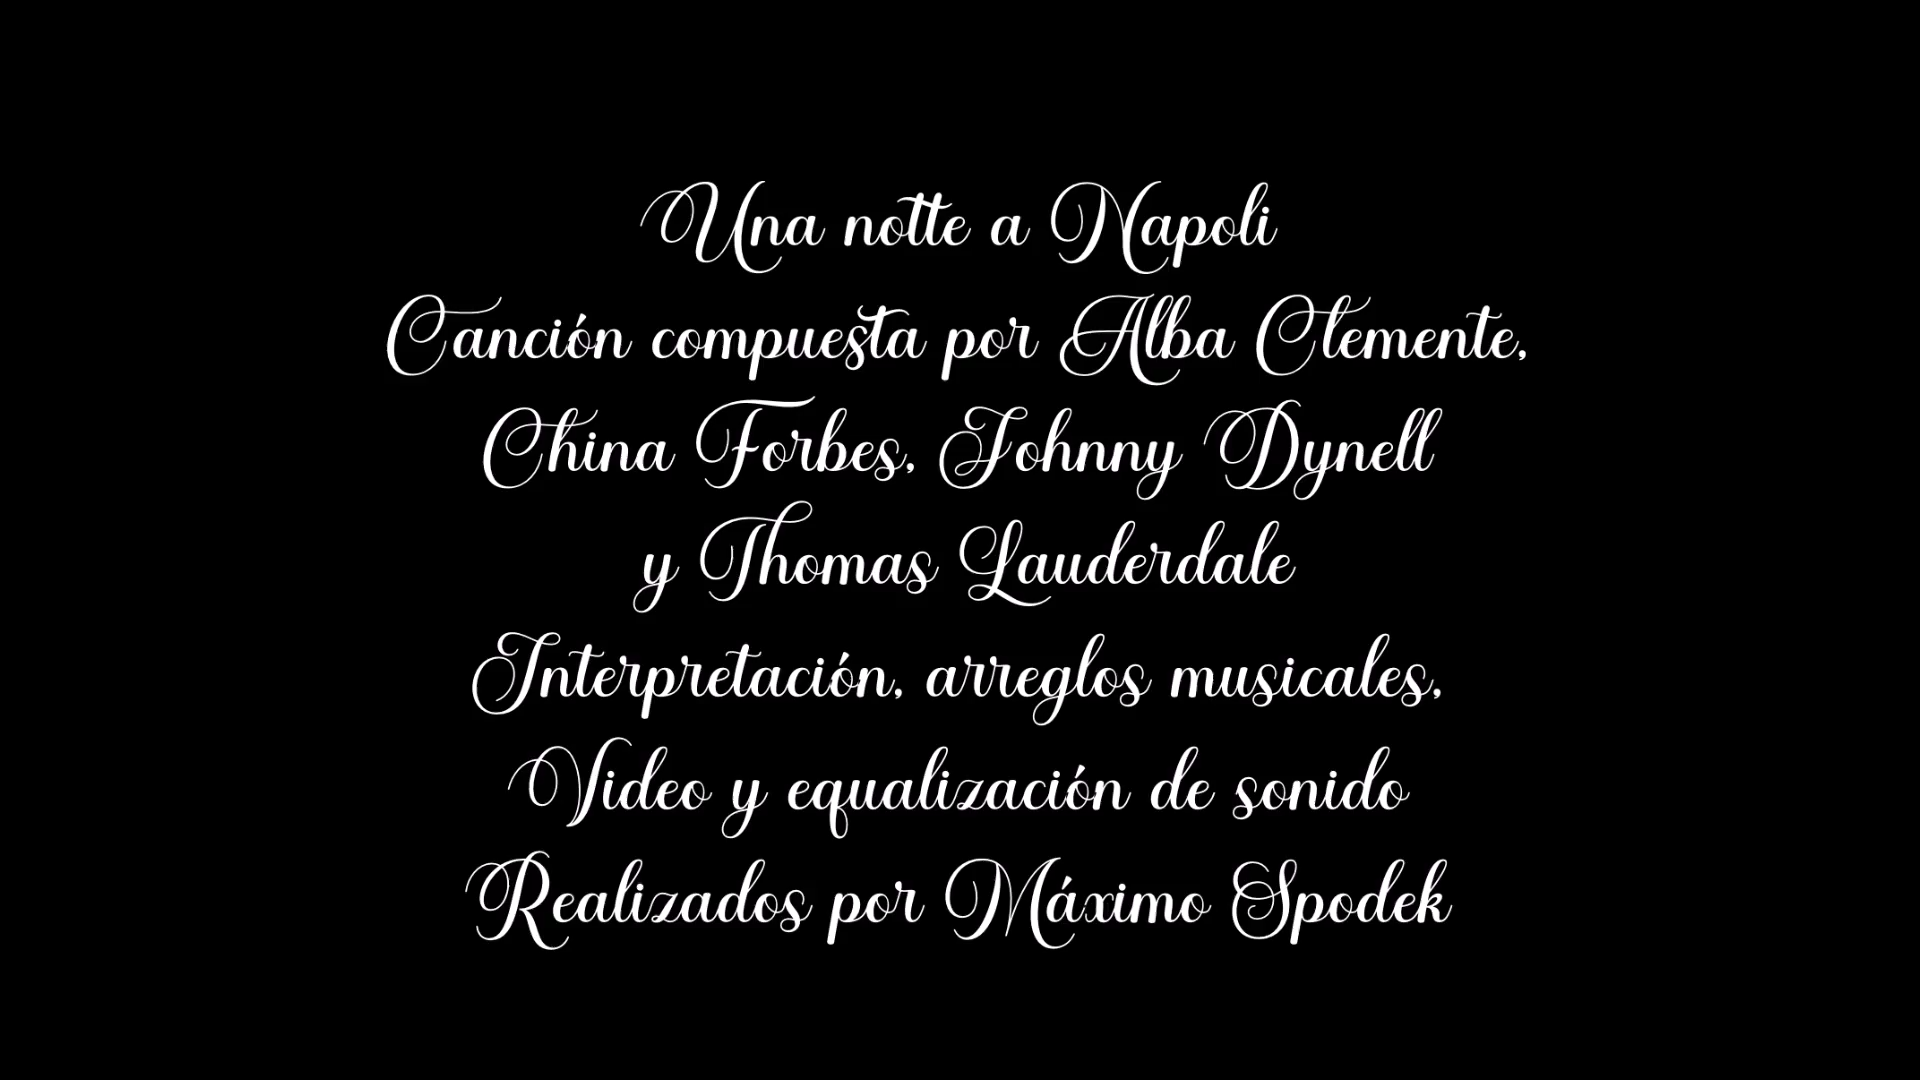 Una notte a Napoli
Canción compuesta por Alba Clemente,
China Forbes, Johnny Dynell
y Thomas Lauderdale
Interpretación, arreglos musicales,
Video y equalización de sonido
Realizados por Máximo Spodek